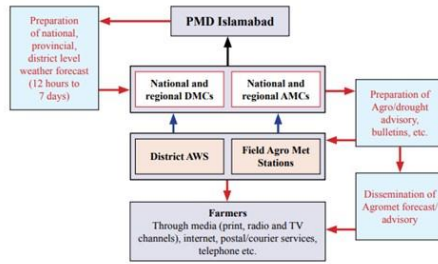 Preparation
of national,
provincial,
district level
weather forecast
(12 hours to
7 days)
PMD Islamabad
National and
regional DMCs
National and
regional AMCs
District AWS
Field Agro Met
Stations
Preparation of
Agro/drought
advisory,
bulletins, etc.
Dissemination of
Agromet forecast/
advisory
Farmers
Through media (print, radio and TV
channels), internet, postal/courier services,
telephone etc.